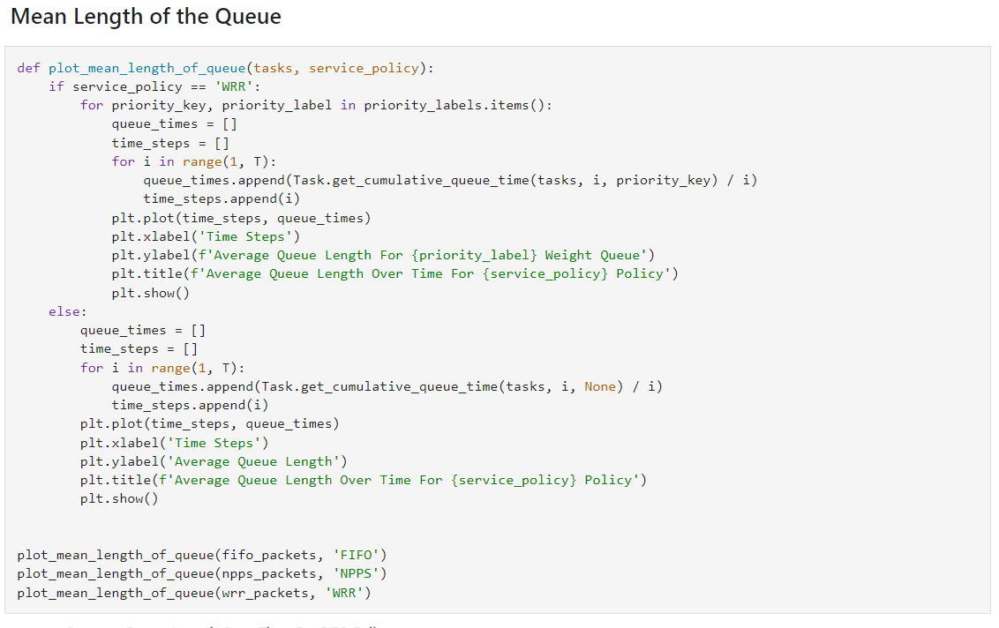 Mean Length of the Queue
def plot_mean_length_of_queue(tasks, service_policy):
    if service_policy == 'WRR':
        for priority_key, priority_label in priority_labels.items():
            queue_times = []
            time_steps = []
            for i in range(1, T):
                queue_times.append(Task.get_cumulative_queue_time(tasks, i, priority_key) / i)
                time_steps.append(i)
            plt.plot(time_steps, queue_times)
            plt.xlabel('Time Steps')
            plt.ylabel(f'Average Queue Length For {priority_label} Weight Queue')
            plt.title(f'Average Queue Length Over Time For {service_policy} Policy')
            plt.show()
    else:
        queue_times = []
        time_steps = []
        for i in range(1, T):
            queue_times.append(Task.get_cumulative_queue_time(tasks, i, None) / i)
            time_steps.append(i)
        plt.plot(time_steps, queue_times)
        plt.xlabel('Time Steps')
        plt.ylabel('Average Queue Length')
        plt.title(f'Average Queue Length Over Time For {service_policy} Policy')
        plt.show()
plot_mean_length_of_queue(fifo_packets, 'FIFO')
plot_mean_length_of_queue(npps_packets, 'NPPS')
plot_mean_length_of_queue(wrr_packets, 'WRR')